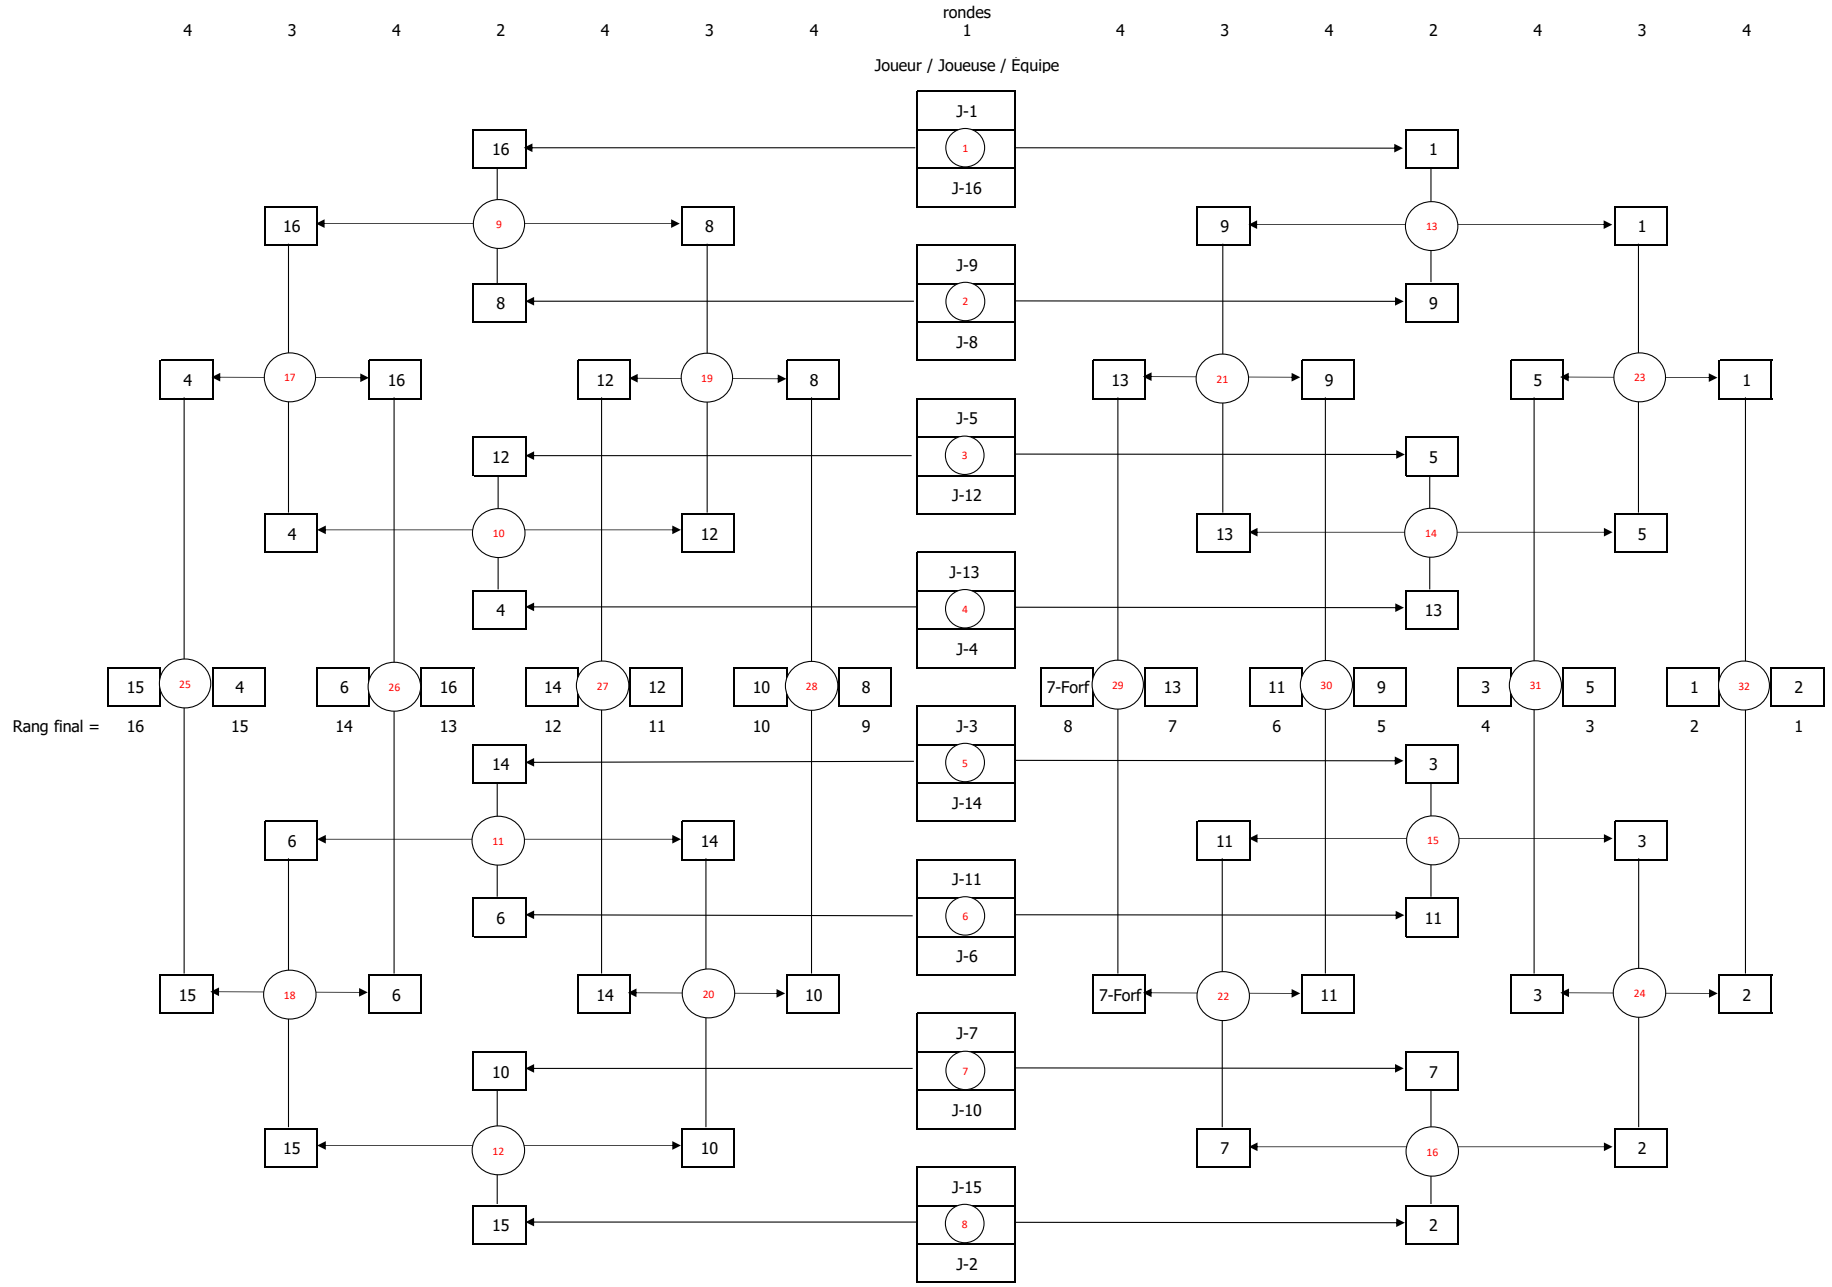 rondes
4 3 4 2 4 3 4 1 4 3 4 2 4 3 4
Joueur / Joueuse / Équipe
J-1
16 1 1
J-16
16 9 8 9 13 1
J-9
8 2 9
J-8
4 17 16 12 19 8 13 21 9 5 23 1
J-5
12 3 5
J-12
4 10 12 13 14 5
J-13
4 4 13
J-4
15 25 4 6 26 16 14 27 12 10 28 8 7-Forf 29 13 11 30 9 3 31 5 1 32 2
Rang final = 16 15 14 13 12 11 10 9 J-3 8 7 6 5 4 3 2 1
14 5 3
J-14
6 11 14 11 15 3
J-11
6 6 11
J-6
15 18 6 14 20 10 7-Forf 22 11 3 24 2
J-7
10 7 7
J-10
15 12 10 7 16 2
J-15
15 8 2
J-2